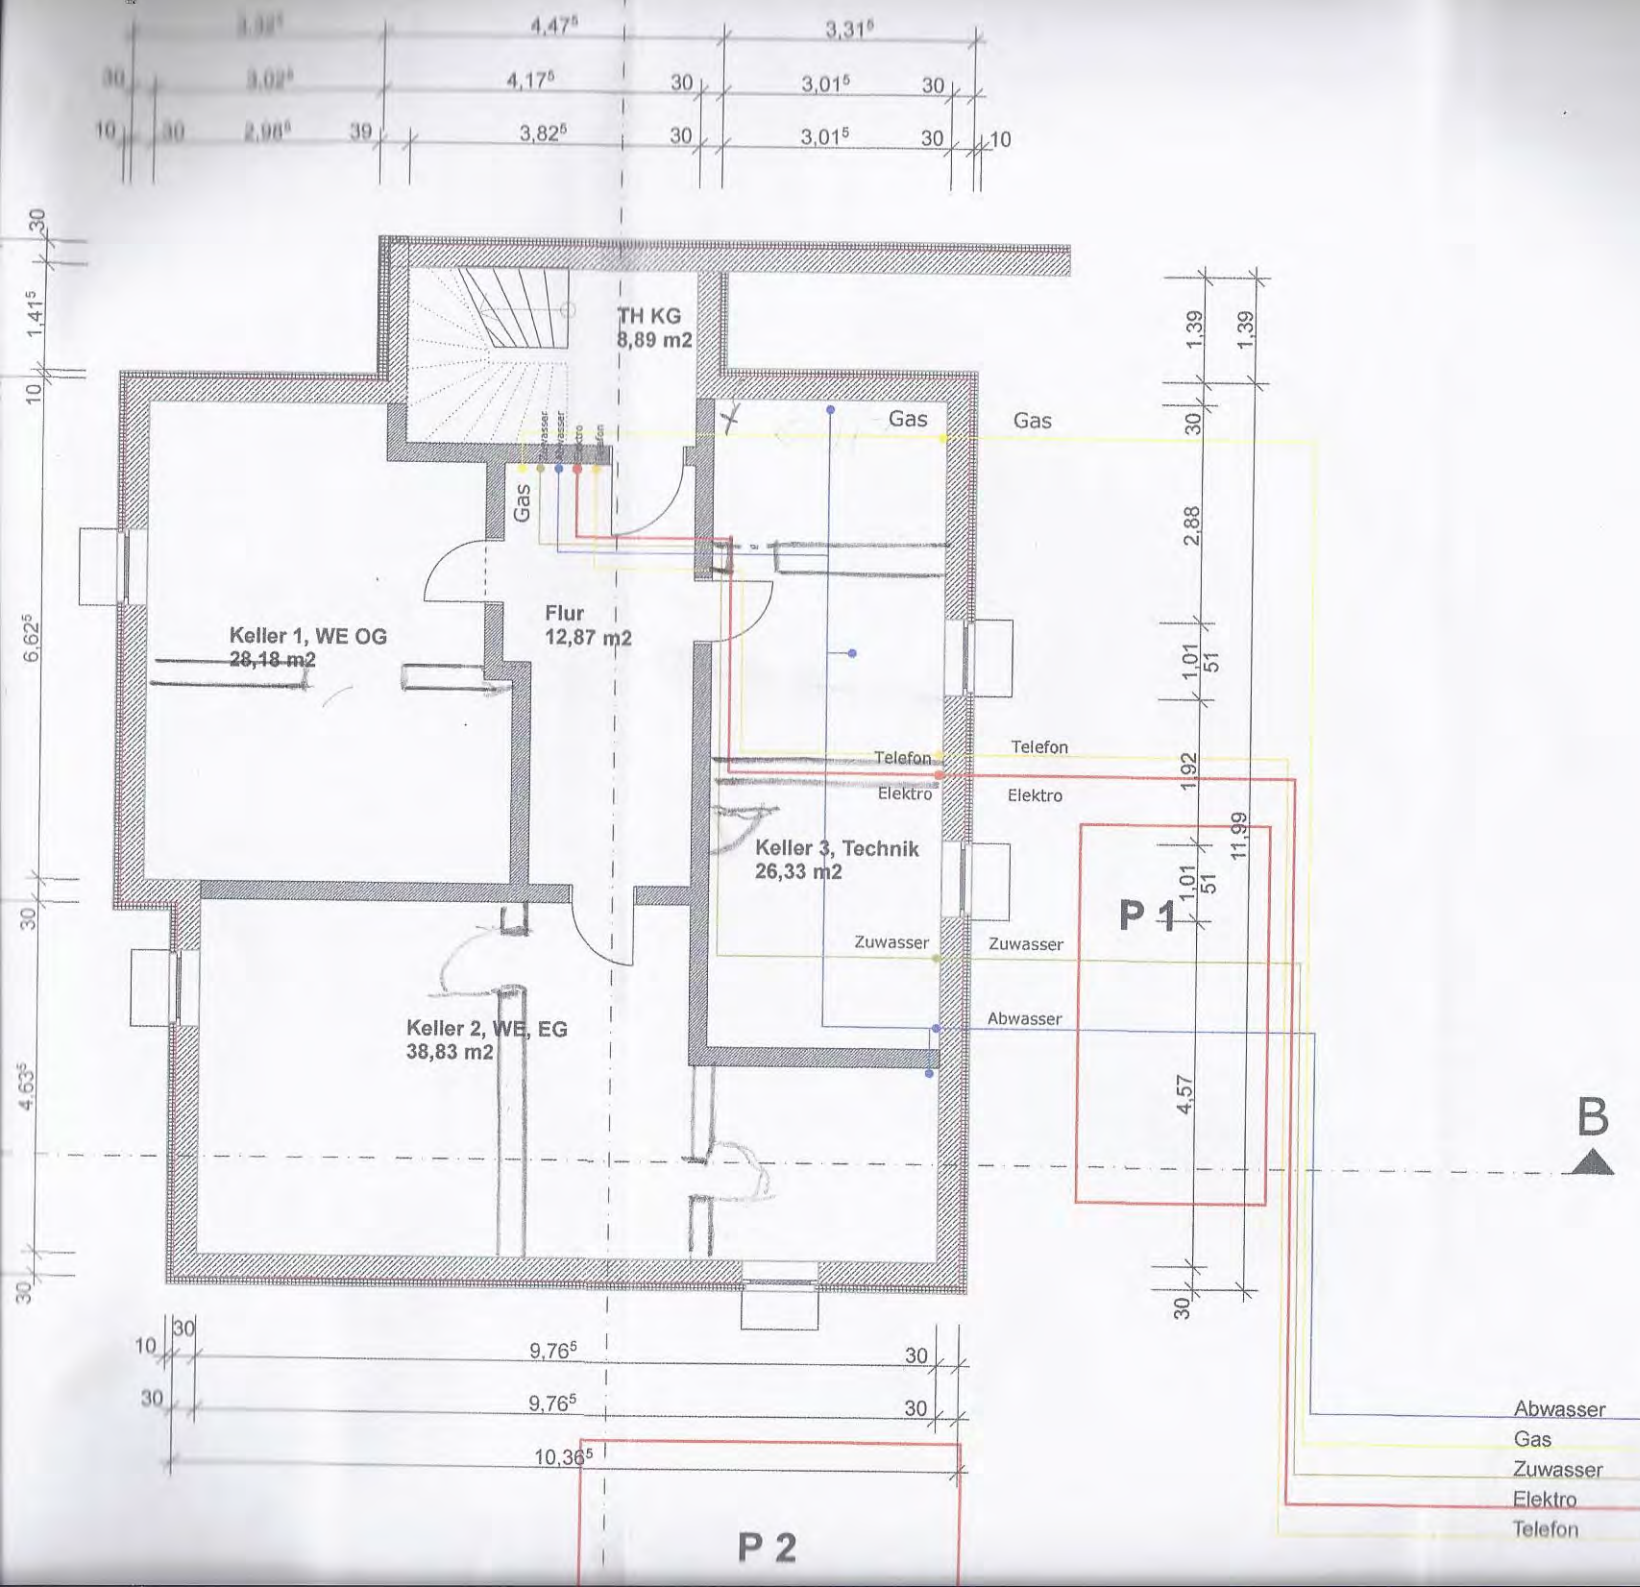 4,47⁵
3,31⁵
30
3,02⁵
4,17⁵
30
3,01⁵
30
10
30
2,98⁵
39
3,82⁵
30
3,01⁵
30
10
30
1,41⁵
10
6,62⁵
30
4,63⁵
30
TH KG
8,89 m2
Zuwasser
Abwasser
Elektro
Telefon
Gas
Gas
Gas
Keller 1, WE OG
28,18 m2
Flur
12,87 m2
Telefon
Telefon
Elektro
Elektro
Keller 3, Technik
26,33 m2
Zuwasser
Zuwasser
Abwasser
Keller 2, WE, EG
38,83 m2
1,39
1,39
30
2,88
1,01
51
1,92
11,99
1,01
51
P 1
4,57
30
B
10
30
9,76⁵
30
30
9,76⁵
30
10,36⁵
P 2
Abwasser
Gas
Zuwasser
Elektro
Telefon